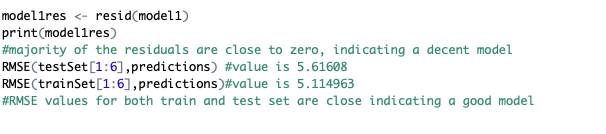 model1res <- resid(model1)
print(model1res)
#majority of the residuals are close to zero, indicating a decent model
RMSE(testSet[1:6],predictions) #value is 5.61608
RMSE(trainSet[1:6],predictions)#value is 5.114963
#RMSE values for both train and test set are close indicating a good model